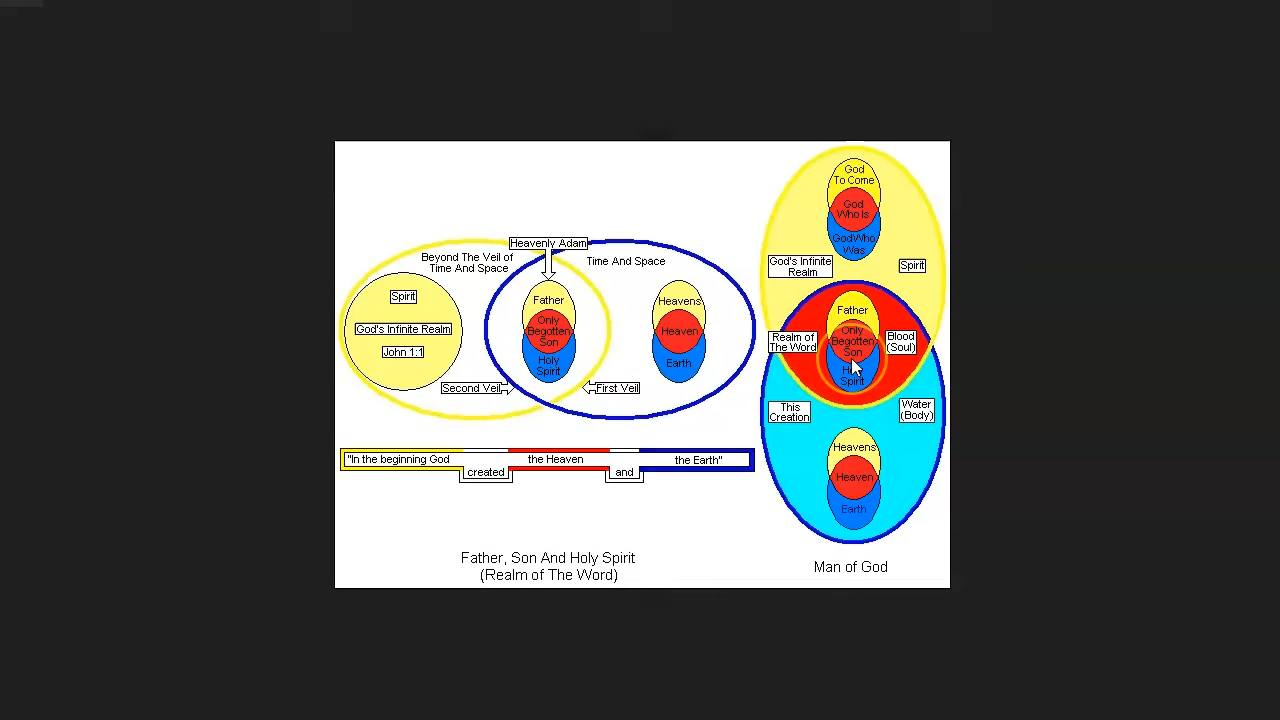 Heavenly Adam
Beyond The Veil of
Time And Space
Time And Space
Spirit
God's Infinite Realm
John 1:1
Father
Only
Begotten
Son
Holy
Spirit
Heavens
Heaven
Earth
Second Veil
First Veil
"In the beginning God
created
the Heaven
and
the Earth"
Father, Son And Holy Spirit
(Realm of The Word)
God
To Come
God
Who Is
God Who
Was
God's Infinite
Realm
Spirit
Father
Only
Begotten
Son
Spirit
Realm of
The Word
Blood
(Soul)
This
Creation
Water
(Body)
Heavens
Heaven
Earth
Man of God